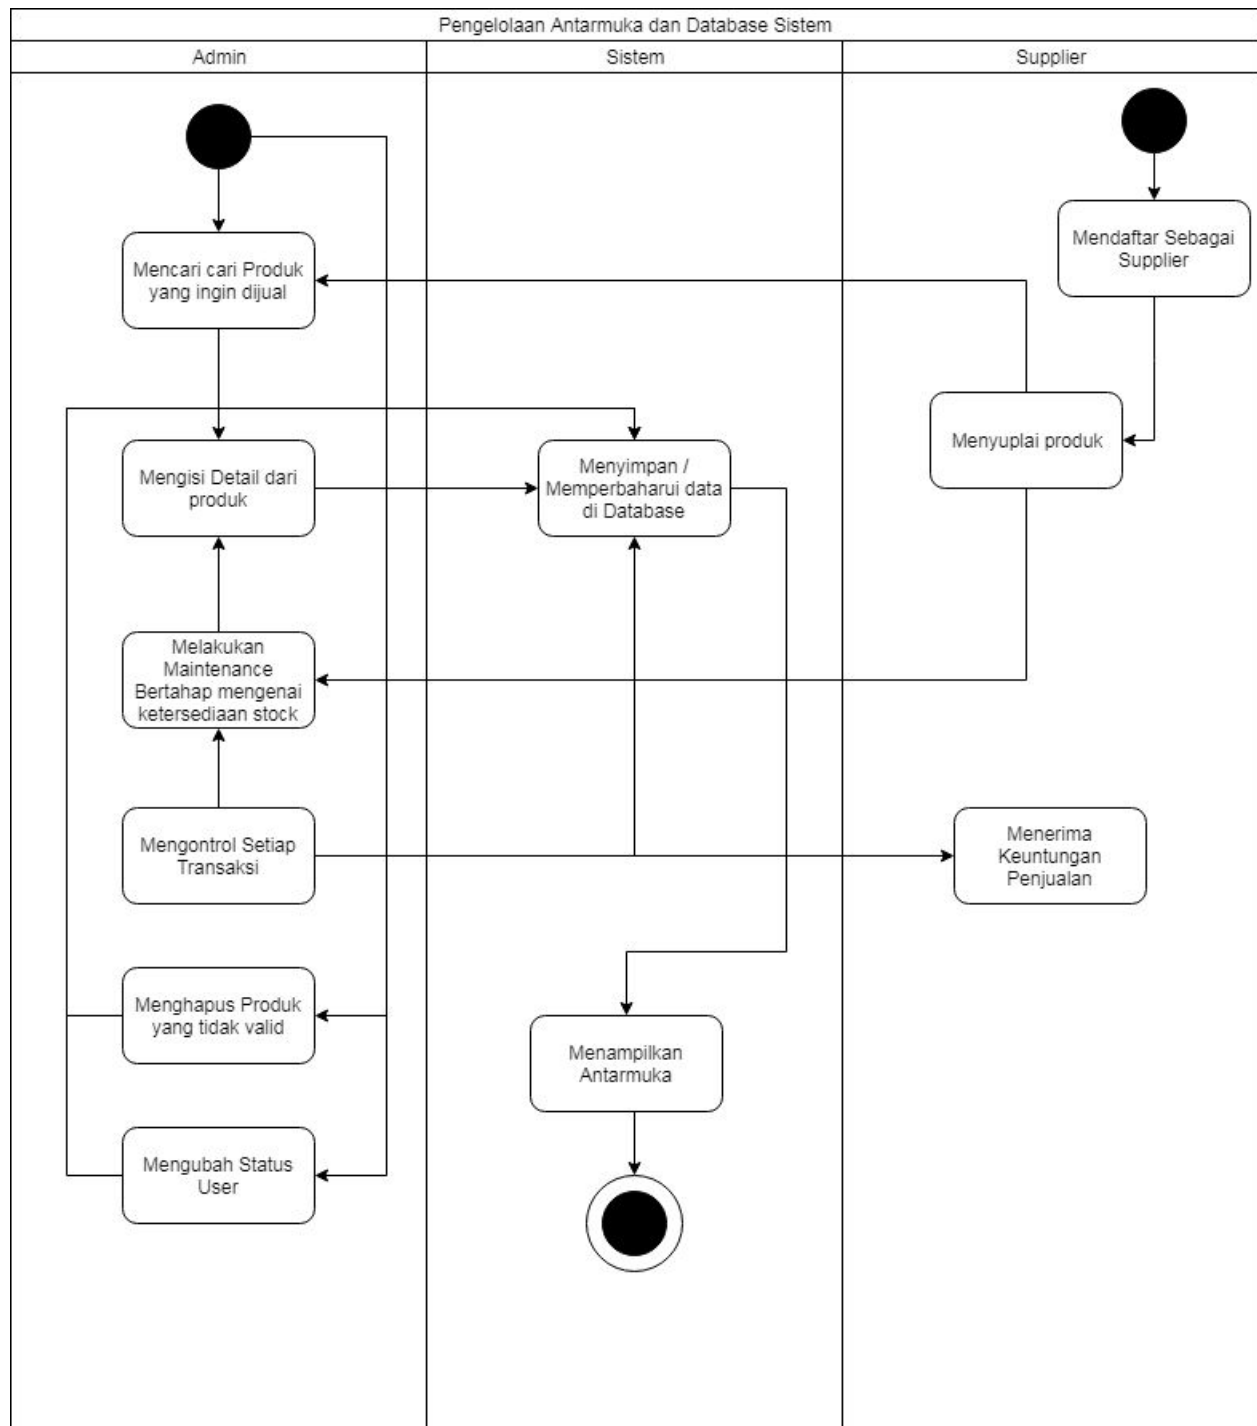 Pengelolaan Antarmuka dan Database Sistem
Admin
Sistem
Supplier
Mendaftar Sebagai
Supplier
Mencari cari Produk
yang ingin dijual
Menyuplai produk
Mengisi Detail dari
produk
Menyimpan /
Memperbaharui data
di Database
Melakukan
Maintenance
Bertahap mengenai
ketersediaan stock
Mengontrol Setiap
Transaksi
Menerima
Keuntungan
Penjualan
Menghapus Produk
yang tidak valid
Menampilkan
Antarmuka
Mengubah Status
User